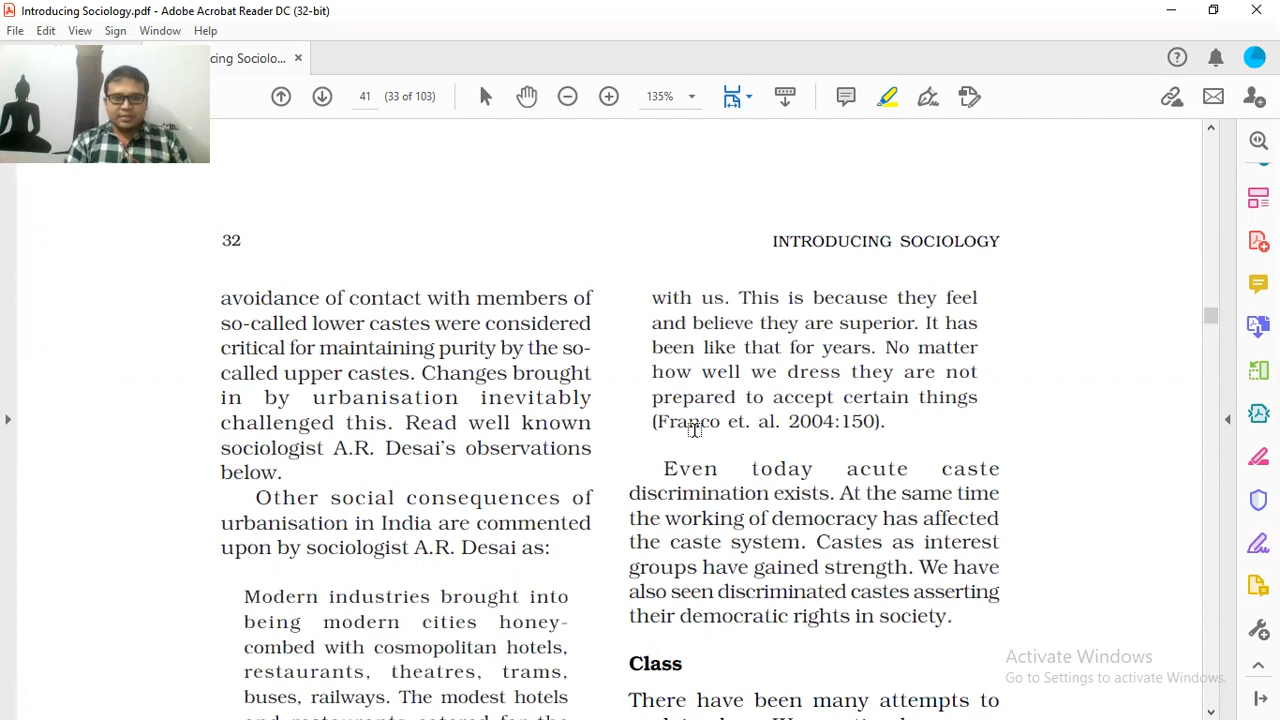 Introducing Sociology.pdf - Adobe Acrobat Reader DC (32-bit)
File Edit View Sign Window Help
cing Sociolo...
41 (33 of 103)
135%
32
INTRODUCING SOCIOLOGY
avoidance of contact with members of
so-called lower castes were considered
critical for maintaining purity by the so-
called upper castes. Changes brought
in by urbanisation inevitably
challenged this. Read well known
sociologist A.R. Desai's observations
below.
Other social consequences of
urbanisation in India are commented
upon by sociologist A.R. Desai as:
Modern industries brought into
being modern cities honey-
combed with cosmopolitan hotels,
restaurants, theatres, trams,
buses, railways. The modest hotels
and restaurants catered for the
with us. This is because they feel
and believe they are superior. It has
been like that for years. No matter
how well we dress they are not
prepared to accept certain things
(Franco et. al. 2004:150).
Even today acute caste
discrimination exists. At the same time
the working of democracy has affected
the caste system. Castes as interest
groups have gained strength. We have
also seen discriminated castes asserting
their democratic rights in society.
Class
There have been many attempts to
Activate Windows
Go to Settings to activate Windows.